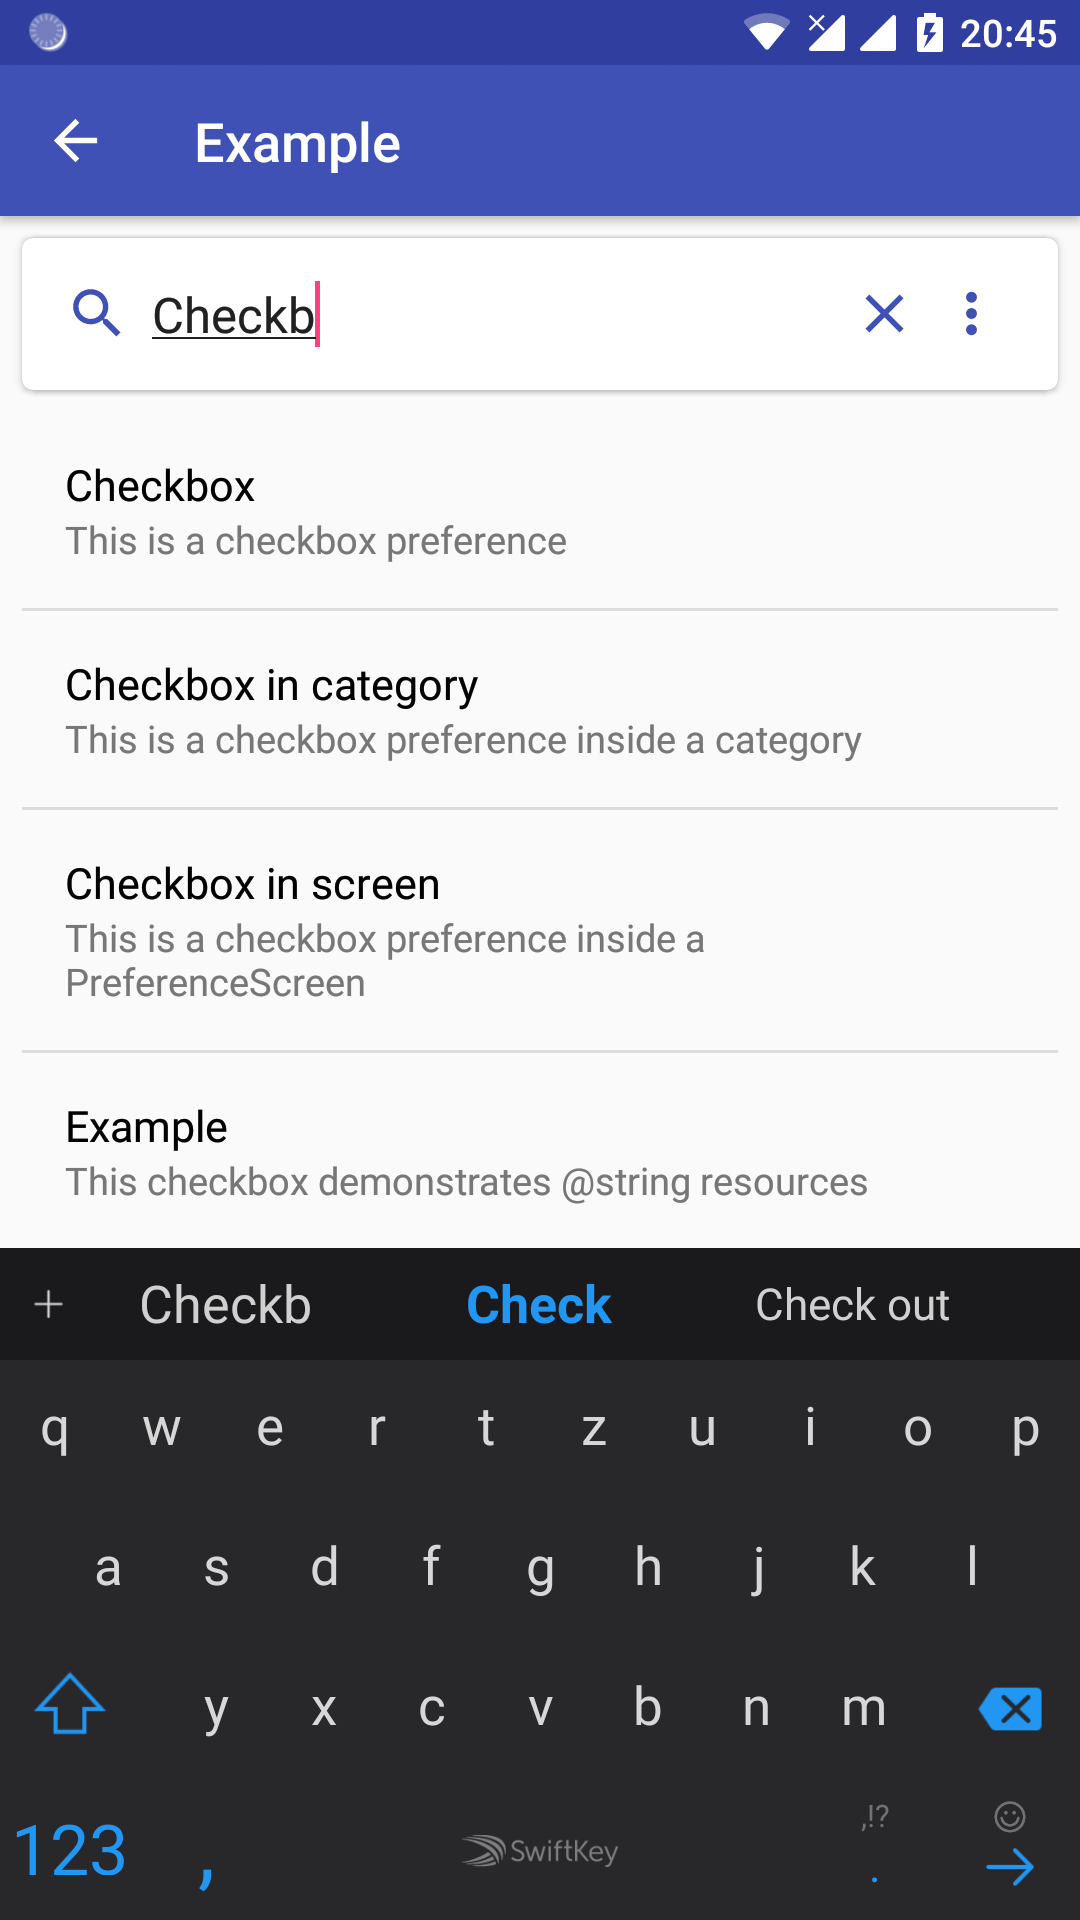 20:45
Example
Checkb
Checkbox
This is a checkbox preference
Checkbox in category
This is a checkbox preference inside a category
Checkbox in screen
This is a checkbox preference inside a
PreferenceScreen
Example
This checkbox demonstrates @string resources
+ Checkb Check Check out
q w e r t z u i o p
a s d f g h j k l
y x c v b n m
,!?
123 , SwiftKey .